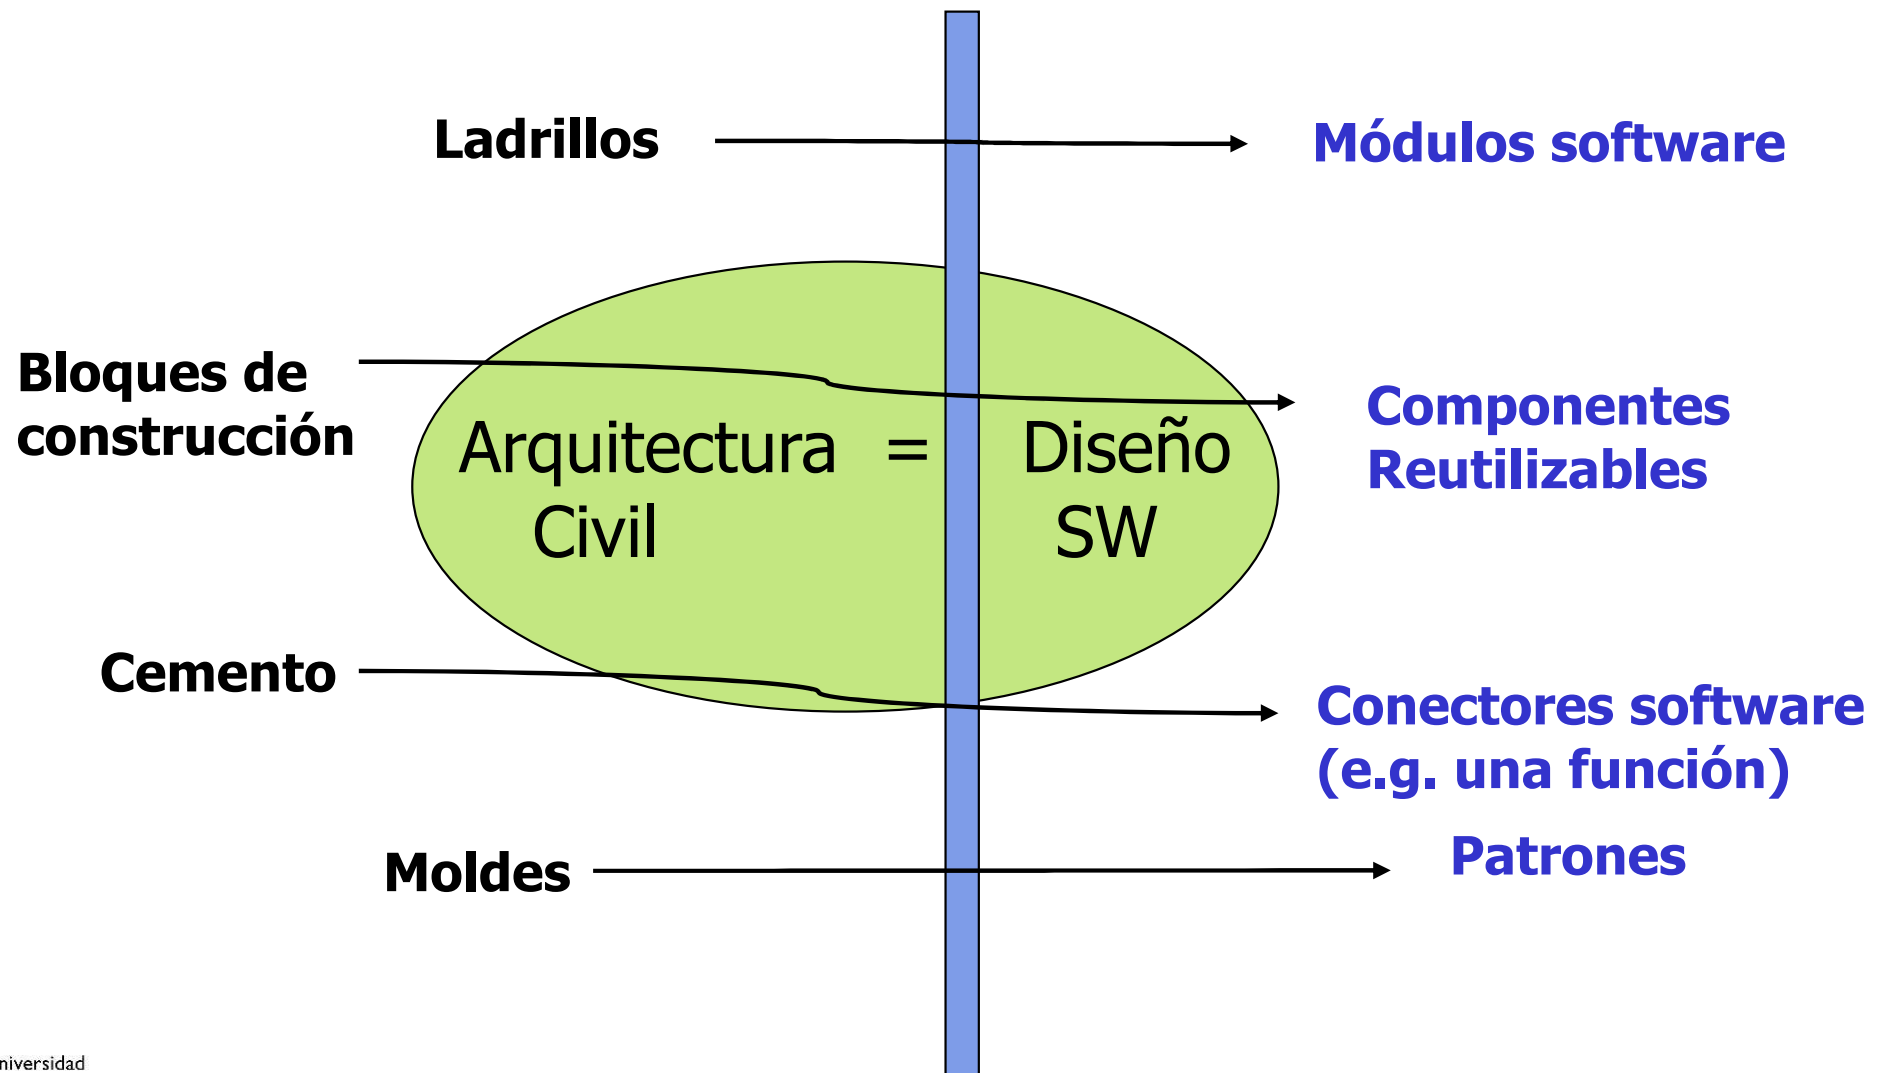 Ladrillos
Módulos software
Bloques de
construcción
Componentes
Reutilizables
Arquitectura = Diseño
Civil SW
Cemento
Conectores software
(e.g. una función)
Moldes
Patrones
niversidad